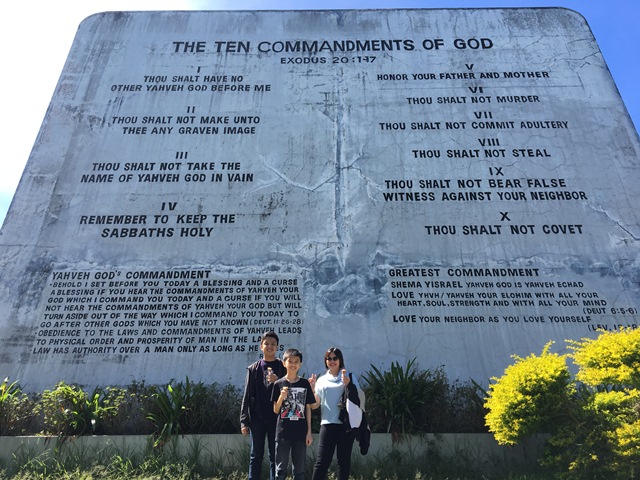 THE TEN COMMANDMENTS OF GOD
EXODUS 20:1-17
I
THOU SHALT HAVE NO
OTHER YAHVEH GOD BEFORE ME
II
THOU SHALT NOT MAKE UNTO
THEE ANY GRAVEN IMAGE
III
THOU SHALT NOT TAKE THE
NAME OF YAHVEH GOD IN VAIN
IV
REMEMBER TO KEEP THE
SABBATHS HOLY
V
HONOR YOUR FATHER AND MOTHER
VI
THOU SHALT NOT MURDER
VII
THOU SHALT NOT COMMIT ADULTERY
VIII
THOU SHALT NOT STEAL
IX
THOU SHALT NOT BEAR FALSE
WITNESS AGAINST YOUR NEIGHBOR
X
THOU SHALT NOT COVET
YAHVEH GOD'S COMMANDMENT
-BEHOLD I SET BEFORE YOU TODAY A BLESSING AND A CURSE
A BLESSING IF YOU HEAR THE COMMANDMENTS OF YAHVEH YOUR
GOD WHICH I COMMAND YOU TODAY AND A CURSE IF YOU WILL
NOT HEAR THE COMMANDMENTS OF YAHVEH YOUR GOD BUT WILL
TURN ASIDE OUT OF THE WAY WHICH I COMMAND YOU TODAY TO
GO AFTER OTHER GODS WHICH YOU HAVE NOT KNOWN (DEUT 11:26-28)
-OBEDIENCE TO THE LAWS AND COMMANDMENTS OF YAHVEH LEADS
TO PHYSICAL ORDER AND PROSPERITY OF MAN IN THE
-LAW HAS AUTHORITY OVER A MAN ONLY AS LONG AS HE
GREATEST COMMANDMENT
SHEMA YISRAEL YAHVEH GOD IS YAHVEH ECHAD
LOVE YHVH/ YAHVEH YOUR ELOHIM WITH ALL YOUR
HEART, SOUL, STRENGTH AND WITH ALL YOUR MIND
(DEUT 6:5-6)
LOVE YOUR NEIGHBOR AS YOU LOVE YOURSELF